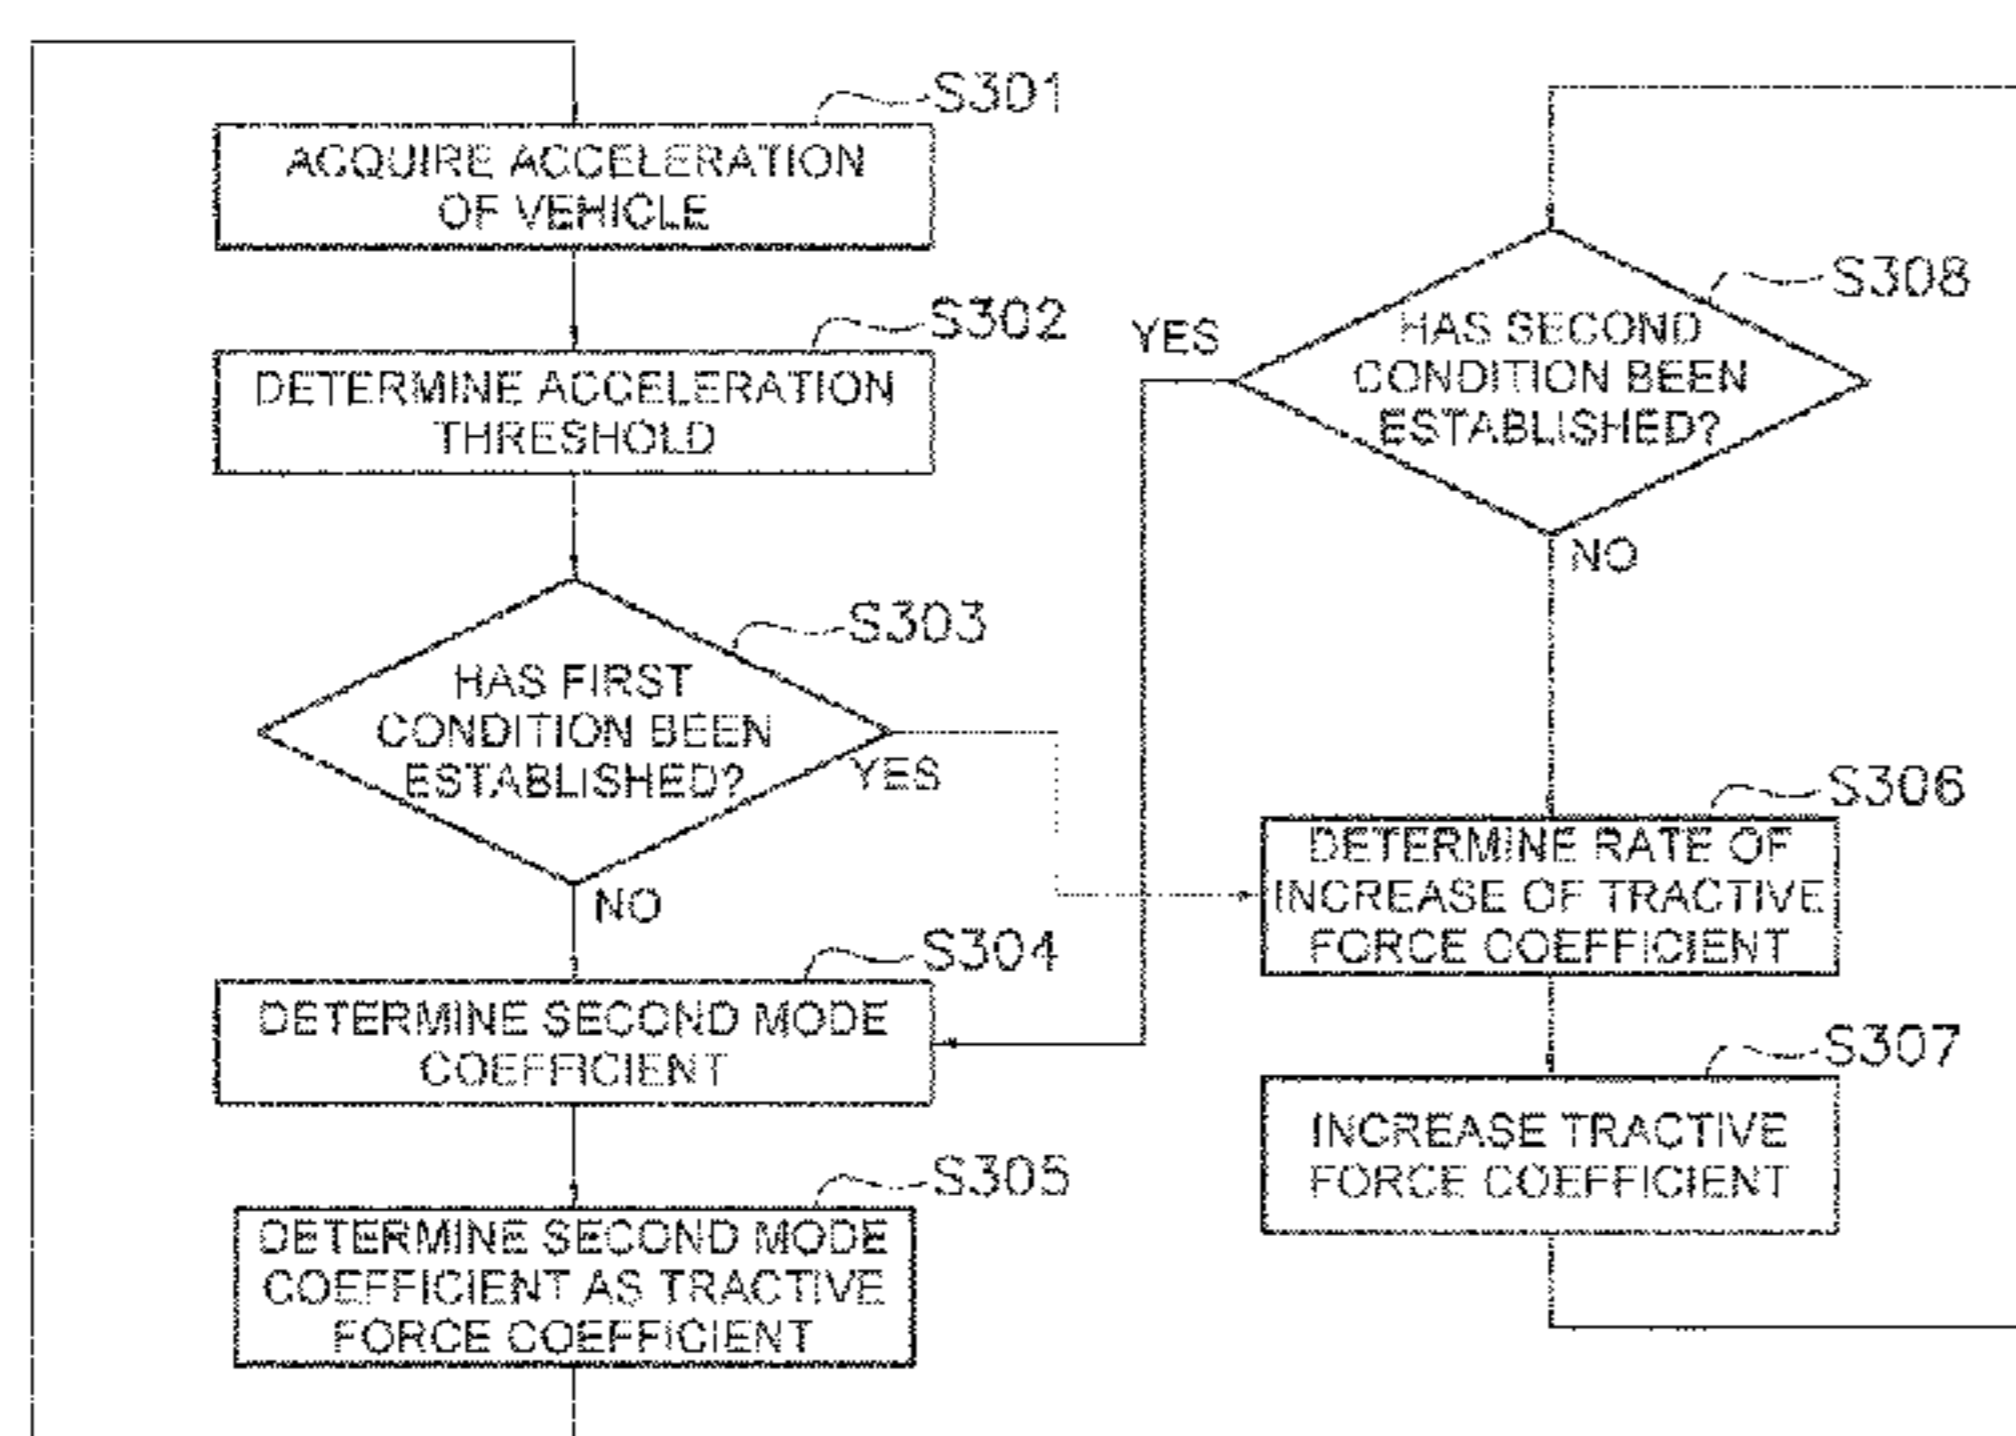 S301
ACQUIRE ACCELERATION
OF VEHICLE
S302
DETERMINE ACCELERATION
THRESHOLD
S303
HAS FIRST
CONDITION BEEN
ESTABLISHED?
YES
NO
S304
DETERMINE SECOND MODE
COEFFICIENT
S305
DETERMINE SECOND MODE
COEFFICIENT AS TRACTIVE
FORCE COEFFICIENT
S308
HAS SECOND
CONDITION BEEN
ESTABLISHED?
YES
NO
S306
DETERMINE RATE OF
INCREASE OF TRACTIVE
FORCE COEFFICIENT
S307
INCREASE TRACTIVE
FORCE COEFFICIENT